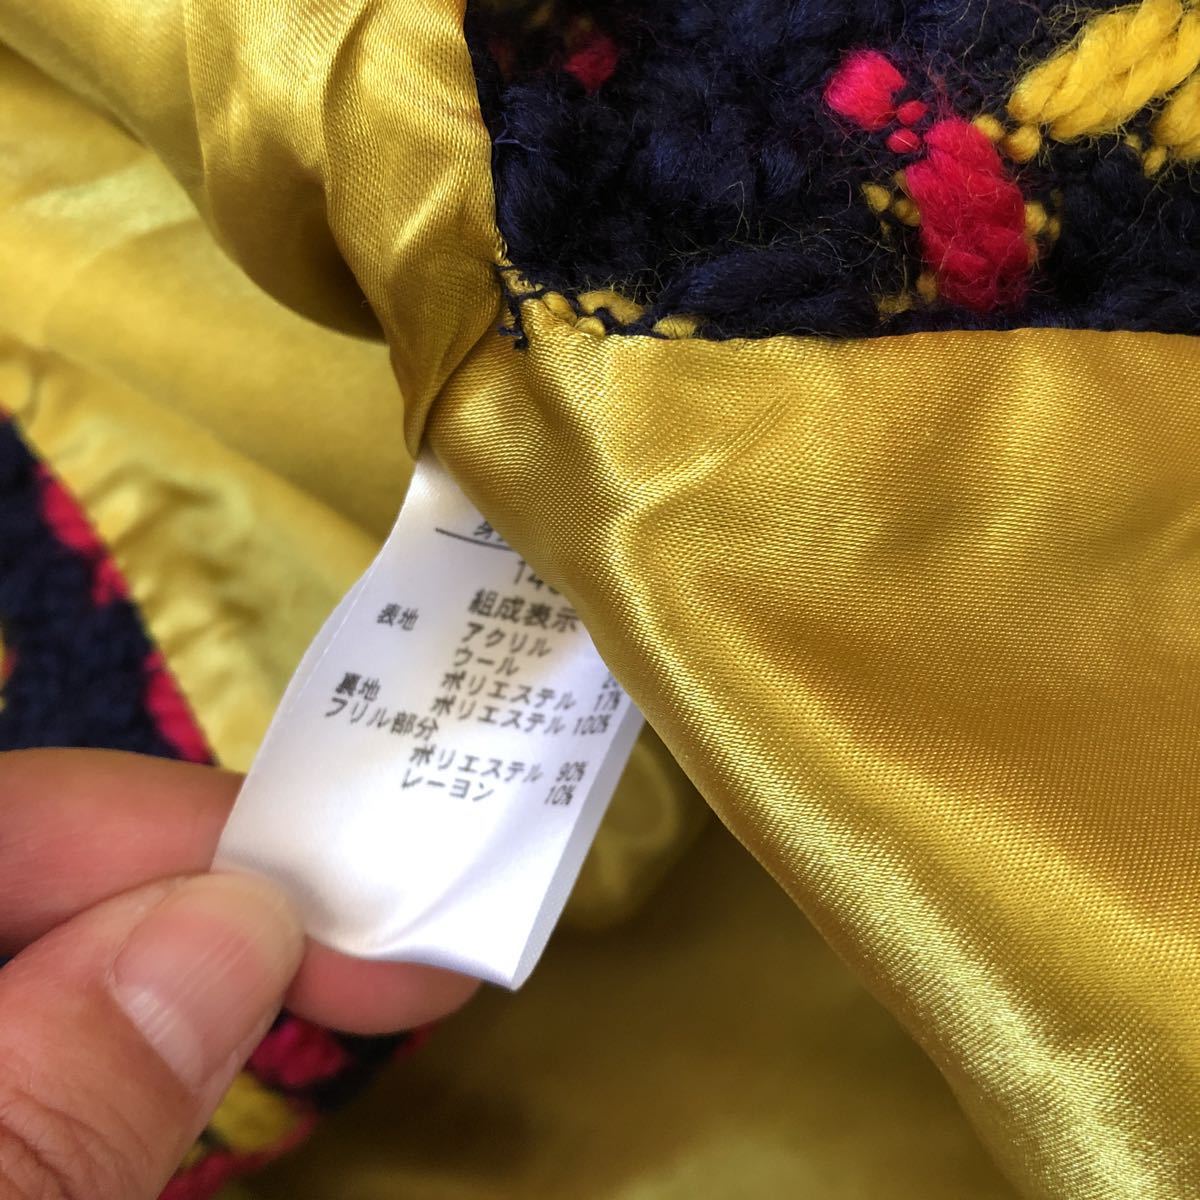 組成表示
表地 アクリル
ウール
ポリエステル 17%
裏地 ポリエステル 100%
フリル部分
ポリエステル 90%
レーヨン 10%